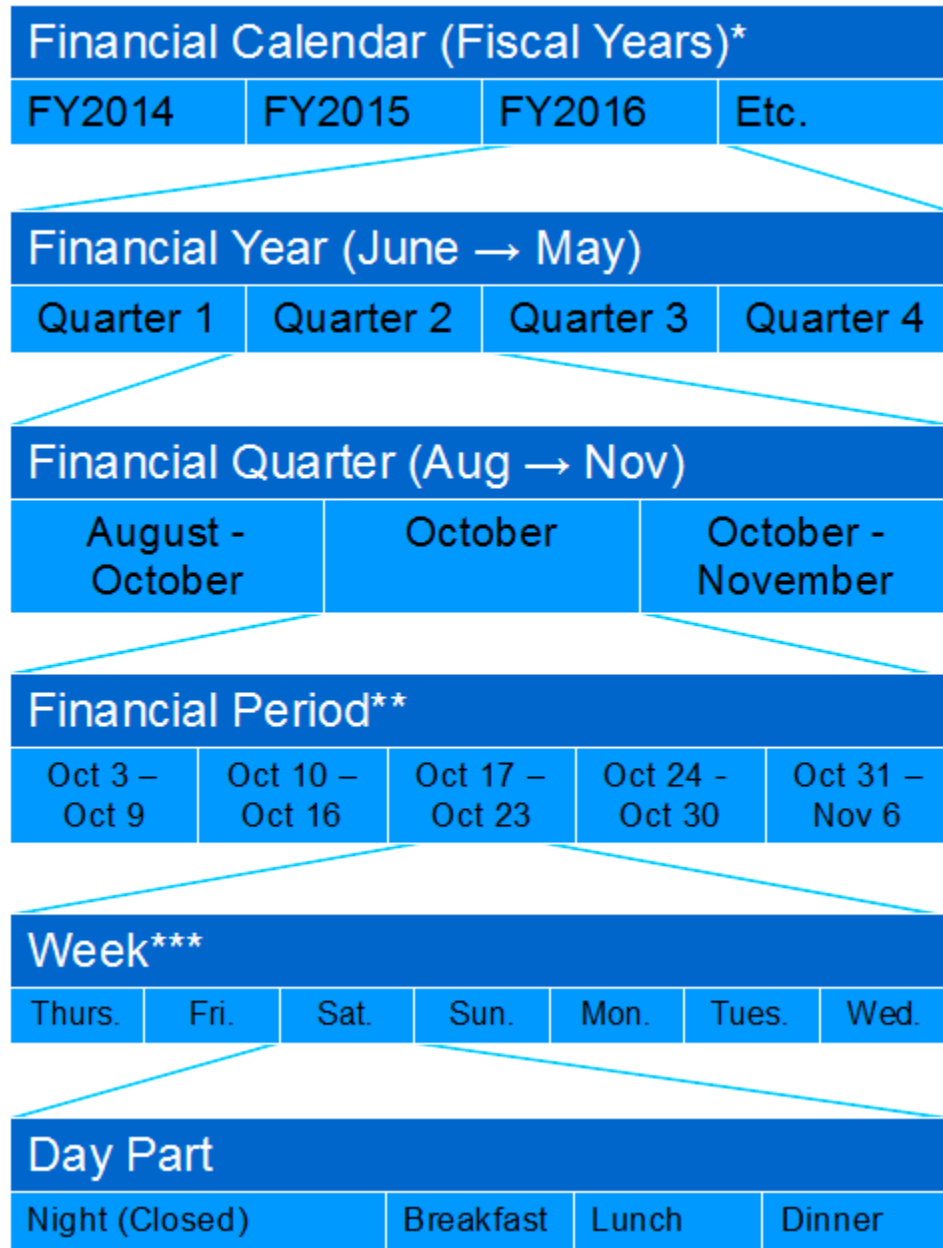 Financial Calendar (Fiscal Years)*
FY2014 FY2015 FY2016 Etc.
Financial Year (June → May)
Quarter 1 Quarter 2 Quarter 3 Quarter 4
Financial Quarter (Aug → Nov)
August -
October
October
October -
November
Financial Period**
Oct 3 –
Oct 9
Oct 10 –
Oct 16
Oct 17 –
Oct 23
Oct 24 -
Oct 30
Oct 31 –
Nov 6
Week***
Thurs. Fri. Sat. Sun. Mon. Tues. Wed.
Day Part
Night (Closed) Breakfast Lunch Dinner